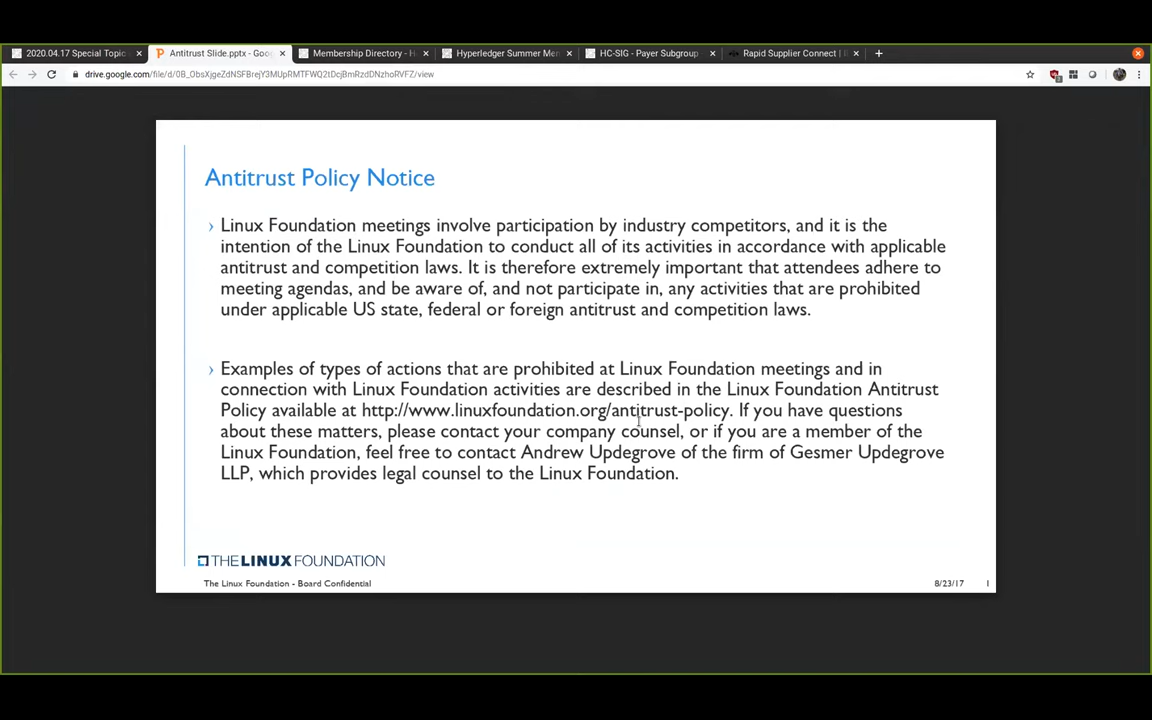 2020.04.17 Special Topic
Antitrust Slide.pptx - Goo
Membership Directory - H
Hyperledger Summer Me
HC-SIG - Payer Subgroup
Rapid Supplier Connect |
drive.google.com/file/d/0B_ObsXjgeZdNSFBrejY3MUpRMTFWQ2tDcjBmRzdDNzhoRVFZ/view
Antitrust Policy Notice
› Linux Foundation meetings involve participation by industry competitors, and it is the
intention of the Linux Foundation to conduct all of its activities in accordance with applicable
antitrust and competition laws. It is therefore extremely important that attendees adhere to
meeting agendas, and be aware of, and not participate in, any activities that are prohibited
under applicable US state, federal or foreign antitrust and competition laws.
› Examples of types of actions that are prohibited at Linux Foundation meetings and in
connection with Linux Foundation activities are described in the Linux Foundation Antitrust
Policy available at http://www.linuxfoundation.org/antitrust-policy. If you have questions
about these matters, please contact your company counsel, or if you are a member of the
Linux Foundation, feel free to contact Andrew Updegrove of the firm of Gesmer Updegrove
LLP, which provides legal counsel to the Linux Foundation.
THE LINUX FOUNDATION
The Linux Foundation - Board Confidential
8/23/17 1